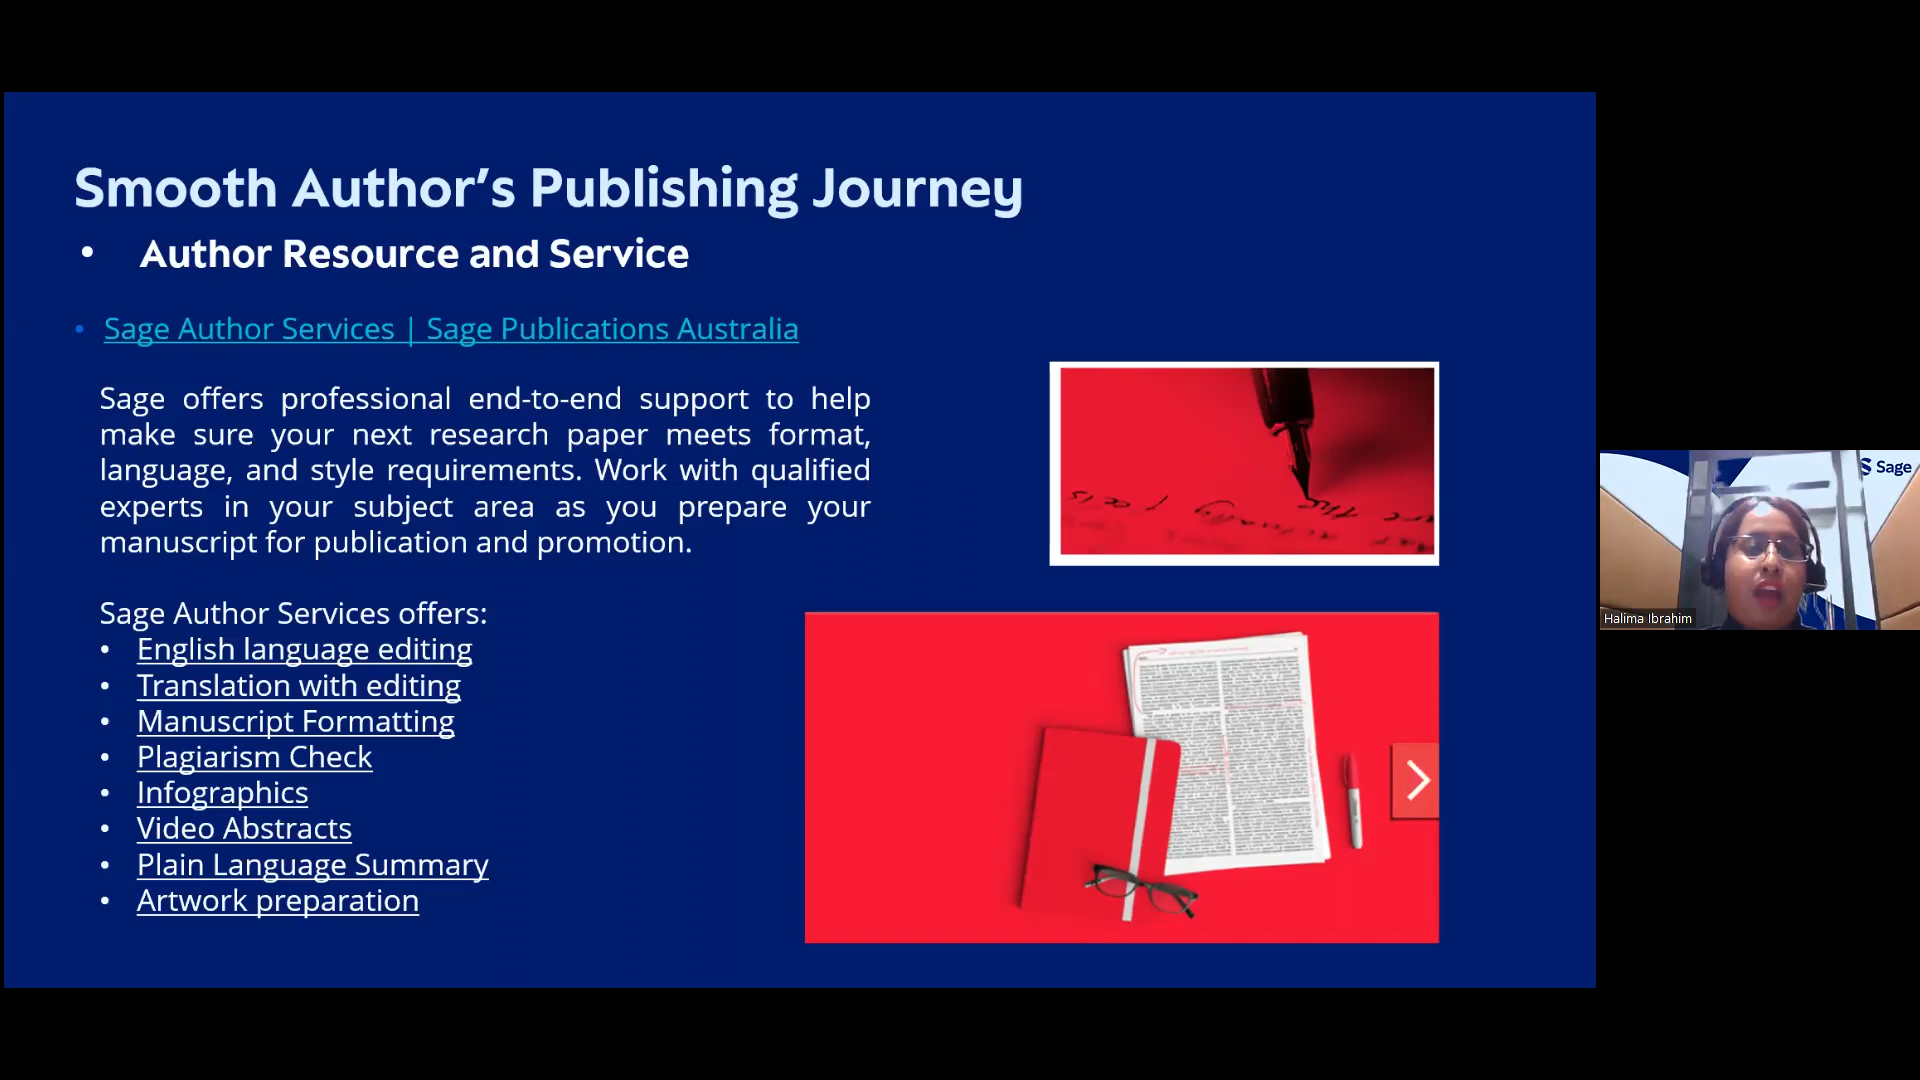 Smooth Author’s Publishing Journey
• Author Resource and Service
• Sage Author Services | Sage Publications Australia
Sage offers professional end-to-end support to help
make sure your next research paper meets format,
language, and style requirements. Work with qualified
experts in your subject area as you prepare your
manuscript for publication and promotion.
Sage Author Services offers:
• English language editing
• Translation with editing
• Manuscript Formatting
• Plagiarism Check
• Infographics
• Video Abstracts
• Plain Language Summary
• Artwork preparation
the
Sage
Halima Ibrahim